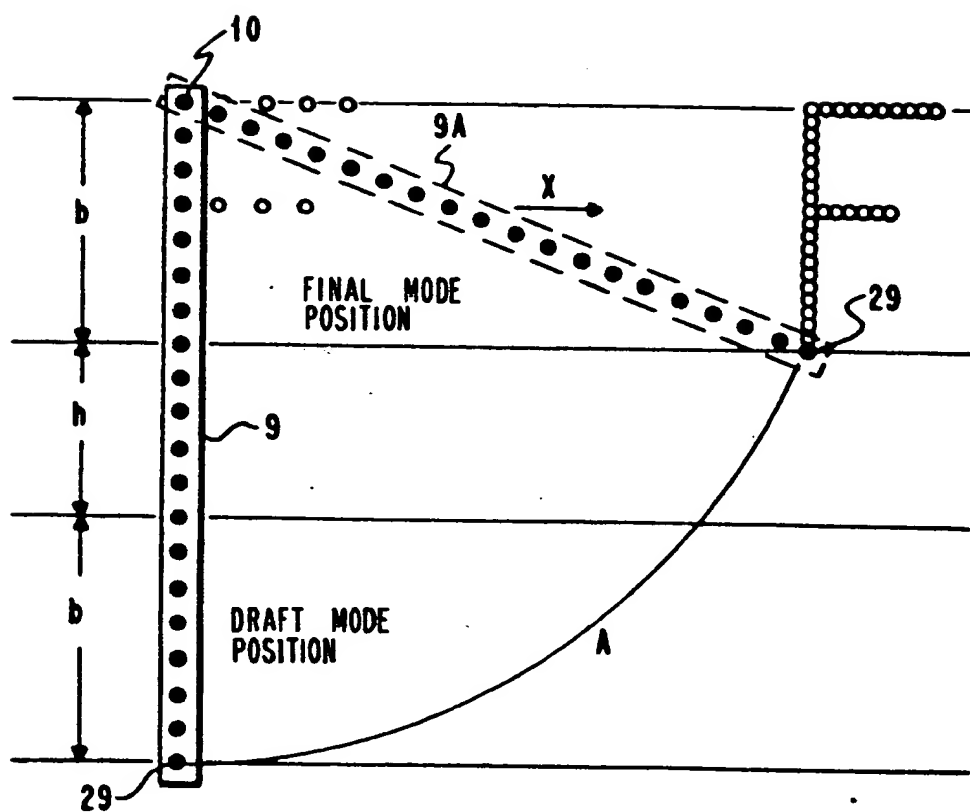 10
9A
X
b
FINAL MODE
POSITION
29
h
9
b
DRAFT MODE
POSITION
A
29